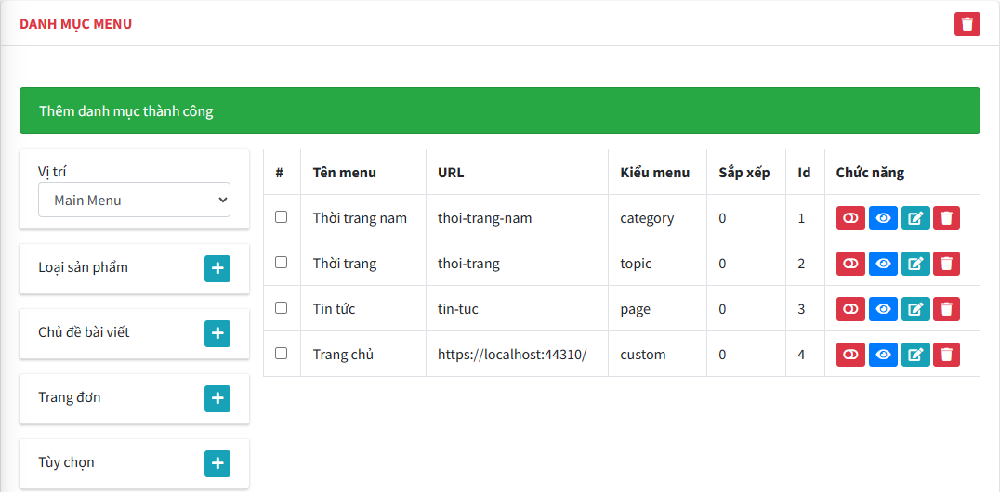 DANH MỤC MENU
Thêm danh mục thành công
Vị trí
Main Menu
Loại sản phẩm
Chủ đề bài viết
Trang đơn
Tùy chọn
# Tên menu URL Kiểu menu Sắp xếp Id Chức năng
Thời trang nam thoi-trang-nam category 0 1
Thời trang thoi-trang topic 0 2
Tin tức tin-tuc page 0 3
Trang chủ https://localhost:44310/ custom 0 4